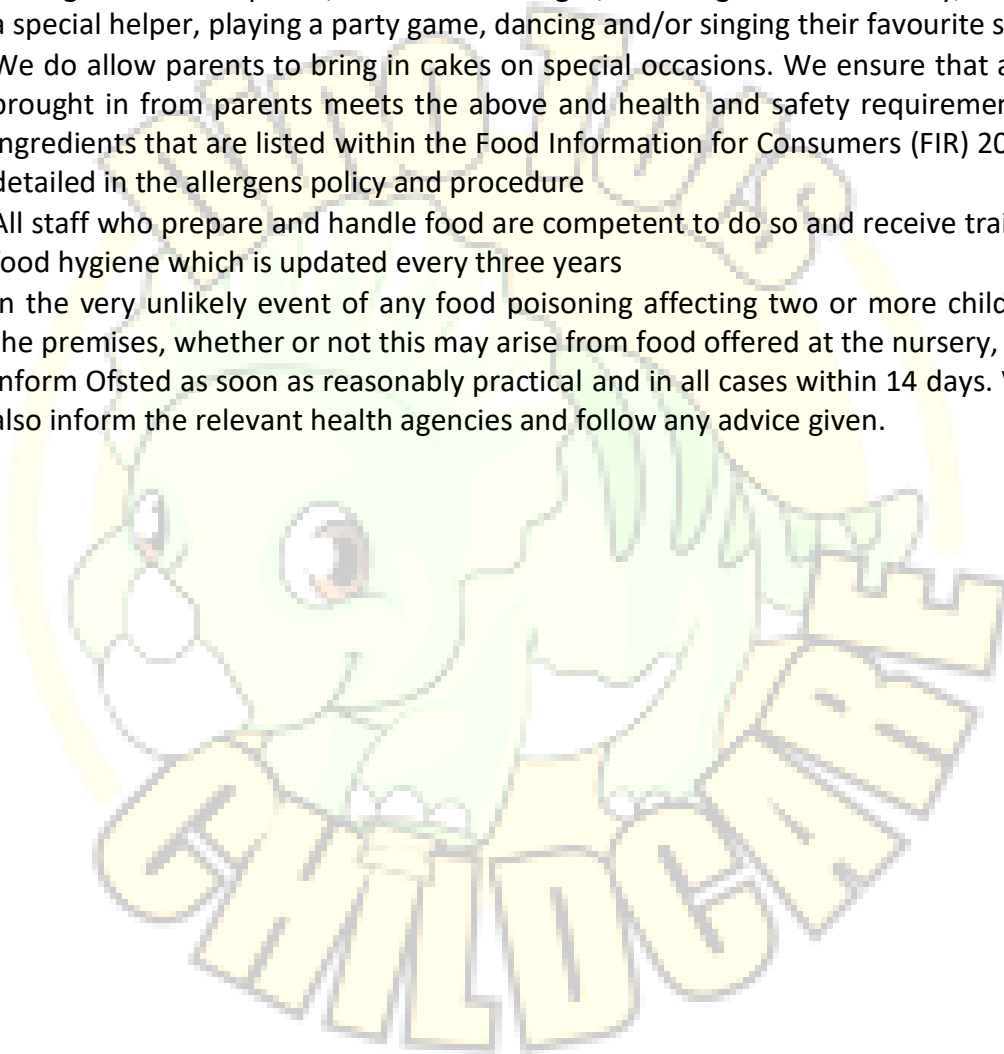 a special helper, playing a party game, dancing and/or singing their favourite s
We do allow parents to bring in cakes on special occasions. We ensure that a
brought in from parents meets the above and health and safety requiremen
ingredients that are listed within the Food Information for Consumers (FIR) 20
detailed in the allergens policy and procedure
All staff who prepare and handle food are competent to do so and receive trai
food hygiene which is updated every three years
In the very unlikely event of any food poisoning affecting two or more child
the premises, whether or not this may arise from food offered at the nursery,
inform Ofsted as soon as reasonably practical and in all cases within 14 days.
also inform the relevant health agencies and follow any advice given.
DINO TOTS
CHILDCARE